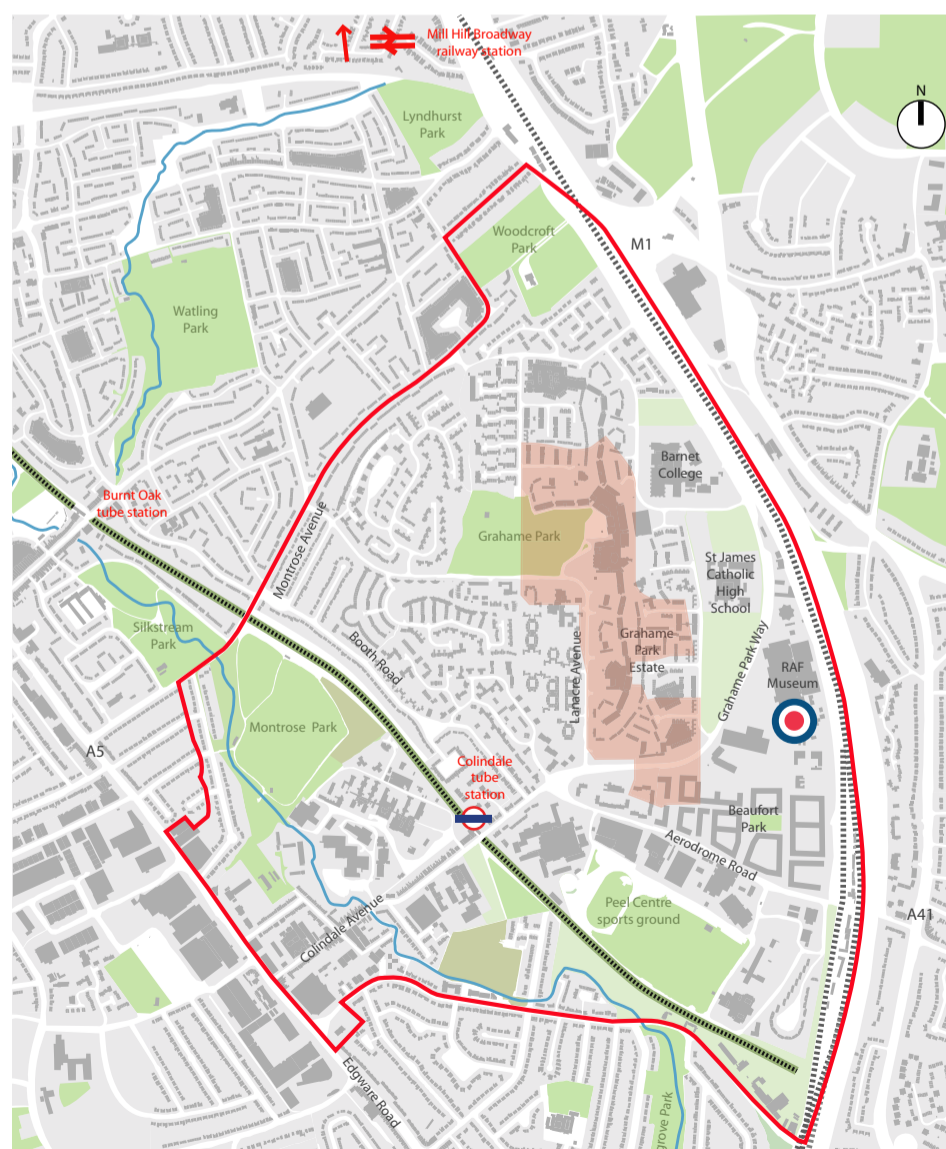 Mill Hill Broadway
railway station
N
Lyndhurst
Park
Woodcroft
Park
M1
Watling
Park
Barnet
College
Burnt Oak
tube station
Grahame Park
Montrose Avenue
St James
Catholic
High
School
Silkstream
Park
Booth Road
Lanacre Avenue
Grahame
Park
Estate
Grahame Park Way
RAF
Museum
Montrose Park
A5
Colindale
tube
station
Beaufort
Park
Aerodrome Road
Peel Centre
sports ground
A41
Colindale Avenue
Edgware Road
Park